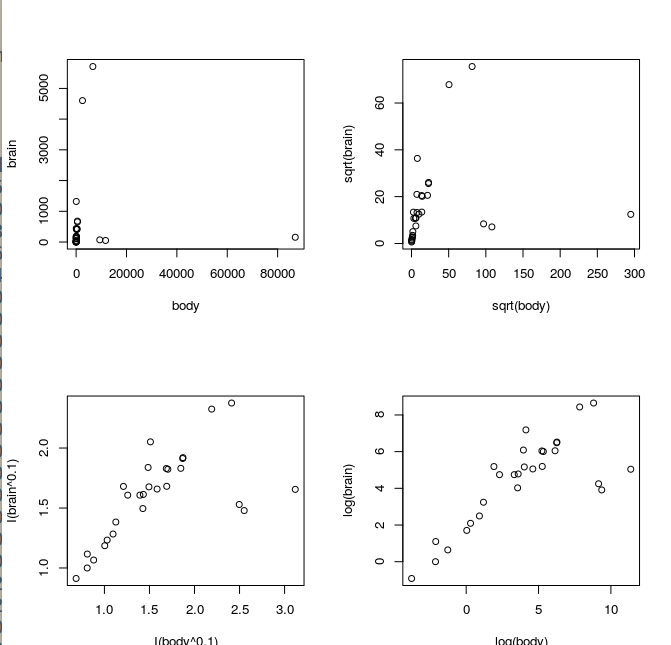 brain
0 1000 3000 5000
0 20000 40000 60000 80000
body
sqrt(brain)
0 20 40 60
0 50 100 150 200 250 300
sqrt(body)
I(brain^0.1)
1.0 1.5 2.0
1.0 1.5 2.0 2.5 3.0
I(body^0.1)
log(brain)
0 2 4 6 8
0 5 10
log(body)